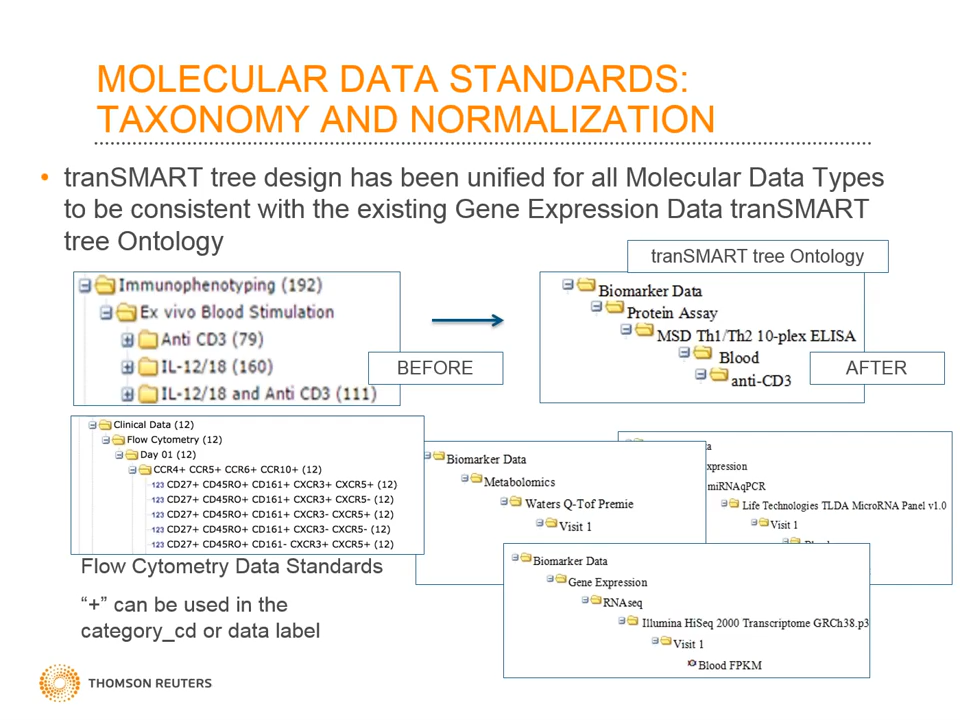 MOLECULAR DATA STANDARDS:
TAXONOMY AND NORMALIZATION
• tranSMART tree design has been unified for all Molecular Data Types
to be consistent with the existing Gene Expression Data tranSMART
tree Ontology
tranSMART tree Ontology
Immunophenotyping (192)
Ex vivo Blood Stimulation
Anti CD3 (79)
IL-12/18 (160)
IL-12/18 and Anti CD3 (111)
BEFORE
Biomarker Data
Protein Assay
MSD Th1/Th2 10-plex ELISA
Blood
anti-CD3
AFTER
Clinical Data (12)
Flow Cytometry (12)
Day 01 (12)
CCR4+ CCR5+ CCR6+ CCR10+ (12)
123 CD27+ CD45RO+ CD161+ CXCR3+ CXCR5+ (12)
123 CD27+ CD45RO+ CD161+ CXCR3+ CXCR5- (12)
123 CD27+ CD45RO+ CD161+ CXCR3- CXCR5+ (12)
123 CD27+ CD45RO+ CD161+ CXCR3- CXCR5- (12)
123 CD27+ CD45RO+ CD161- CXCR3+ CXCR5+ (12)
Biomarker Data
Metabolomics
Waters Q-Tof Premie
Visit 1
xpression
miRNAqPCR
Life Technologies TLDA MicroRNA Panel v1.0
Visit 1
Biomarker Data
Gene Expression
RNAseq
Illumina HiSeq 2000 Transcriptome GRCh38.p3
Visit 1
Blood FPKM
Flow Cytometry Data Standards
“+” can be used in the
category_cd or data label
THOMSON REUTERS